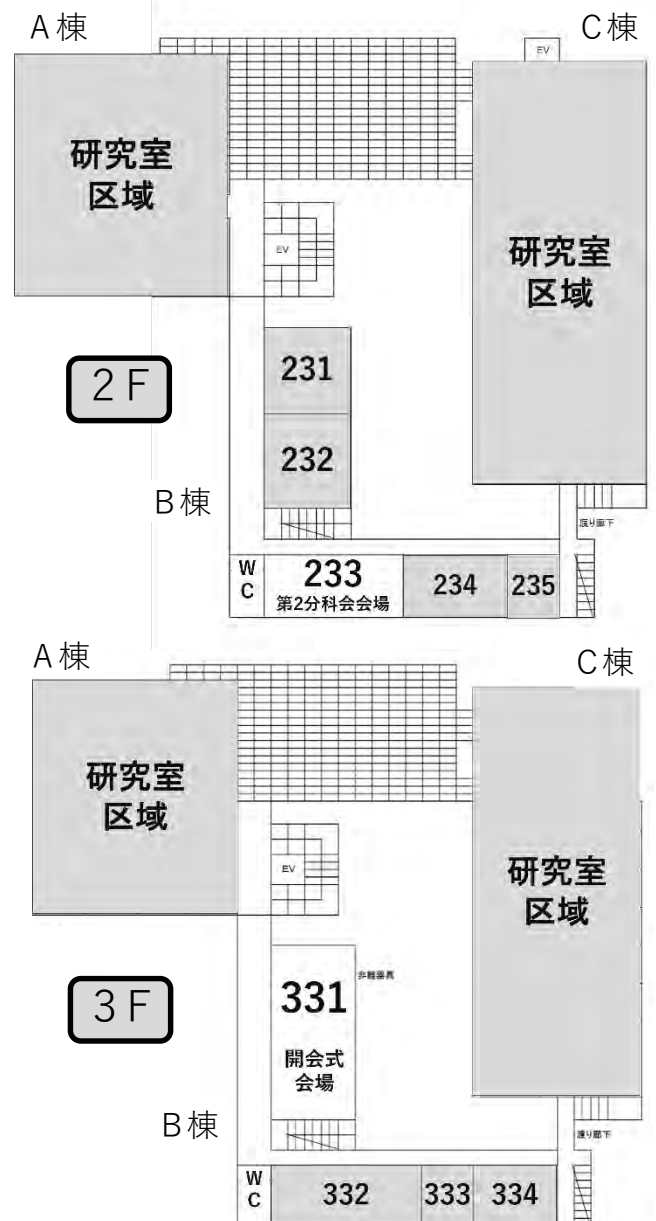 A棟
C棟
EV
研究室
区域
EV
研究室
区域
231
2F
232
B棟
渡り廊下
WC
233
第2分科会会場
234
235
A棟
C棟
研究室
区域
EV
研究室
区域
331
開会式
会場
3F
B棟
渡り廊下
WC
332
333
334